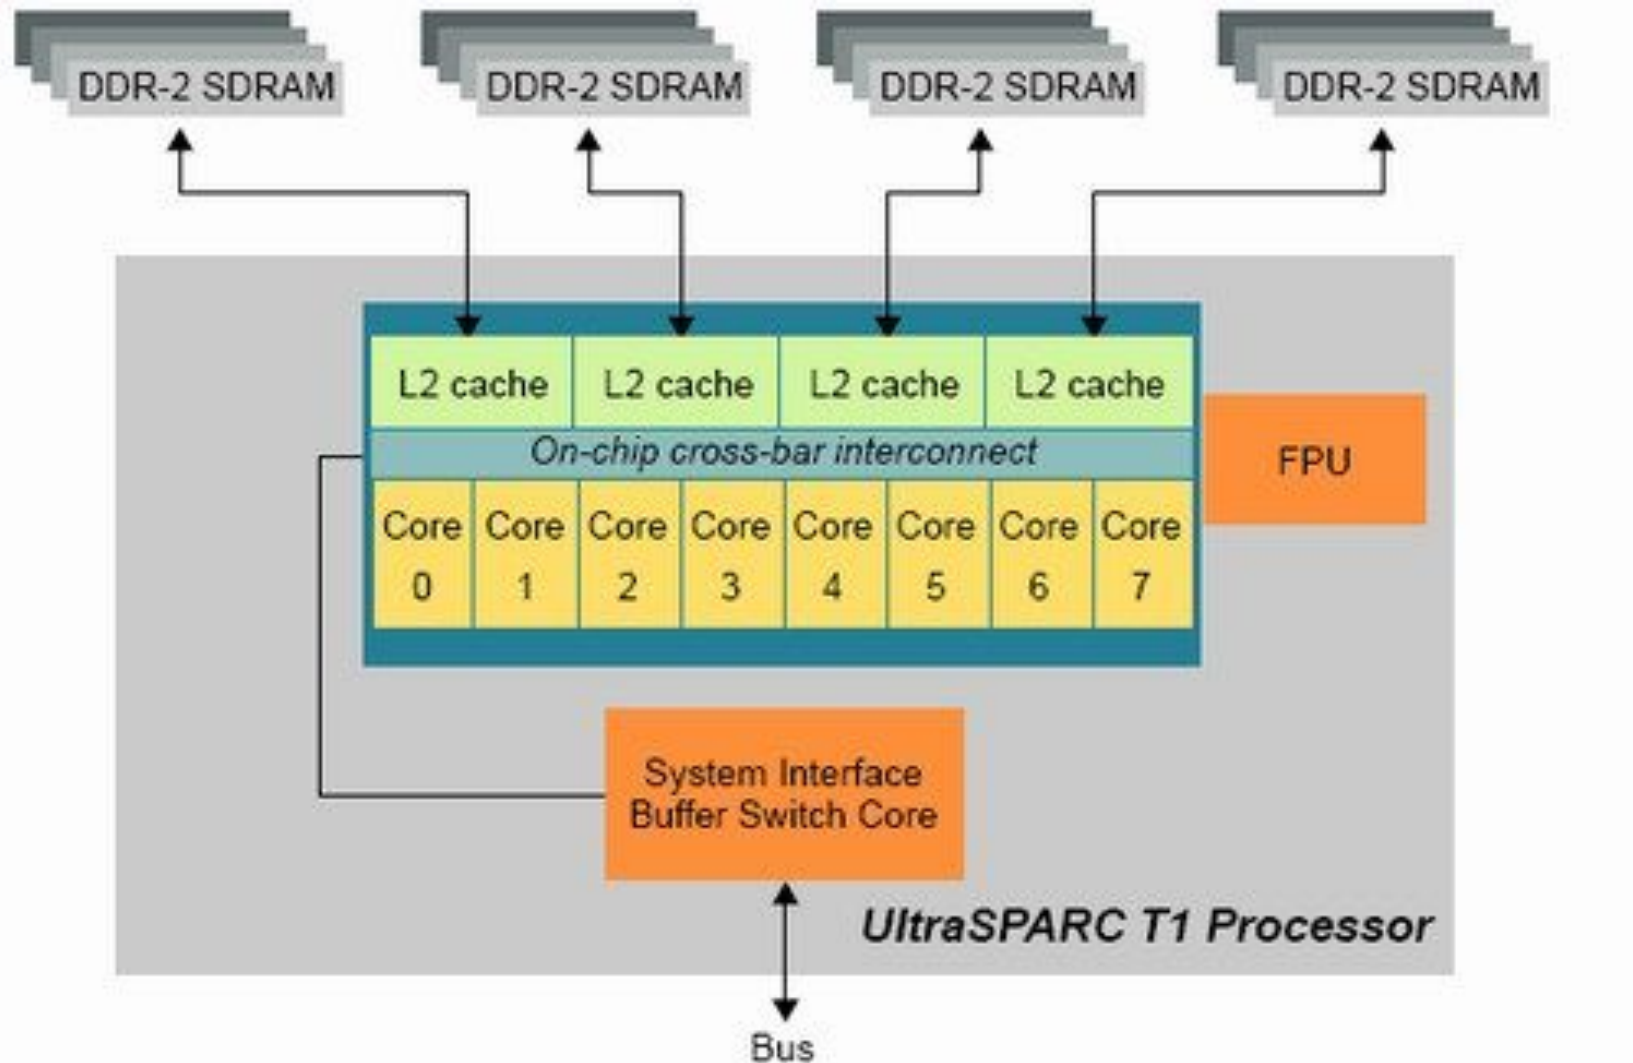 DDR-2 SDRAM
DDR-2 SDRAM
DDR-2 SDRAM
DDR-2 SDRAM
L2 cache
L2 cache
L2 cache
L2 cache
On-chip cross-bar interconnect
FPU
Core
0
Core
1
Core
2
Core
3
Core
4
Core
5
Core
6
Core
7
System Interface
Buffer Switch Core
UltraSPARC T1 Processor
Bus